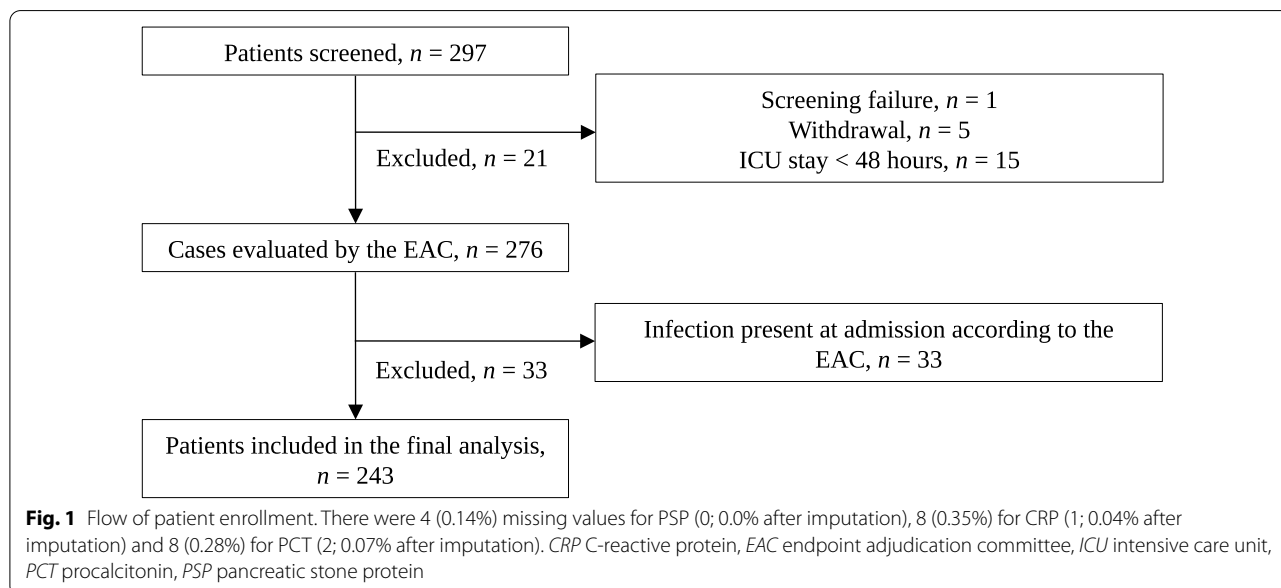 Patients screened, n = 297
Screening failure, n = 1
Withdrawal, n = 5
ICU stay < 48 hours, n = 15
Excluded, n = 21
Cases evaluated by the EAC, n = 276
Infection present at admission according to the
EAC, n = 33
Excluded, n = 33
Patients included in the final analysis,
n = 243
Fig. 1 Flow of patient enrollment. There were 4 (0.14%) missing values for PSP (0; 0.0% after imputation), 8 (0.35%) for CRP (1; 0.04% after
imputation) and 8 (0.28%) for PCT (2; 0.07% after imputation). CRP C-reactive protein, EAC endpoint adjudication committee, ICU intensive care unit,
PCT procalcitonin, PSP pancreatic stone protein